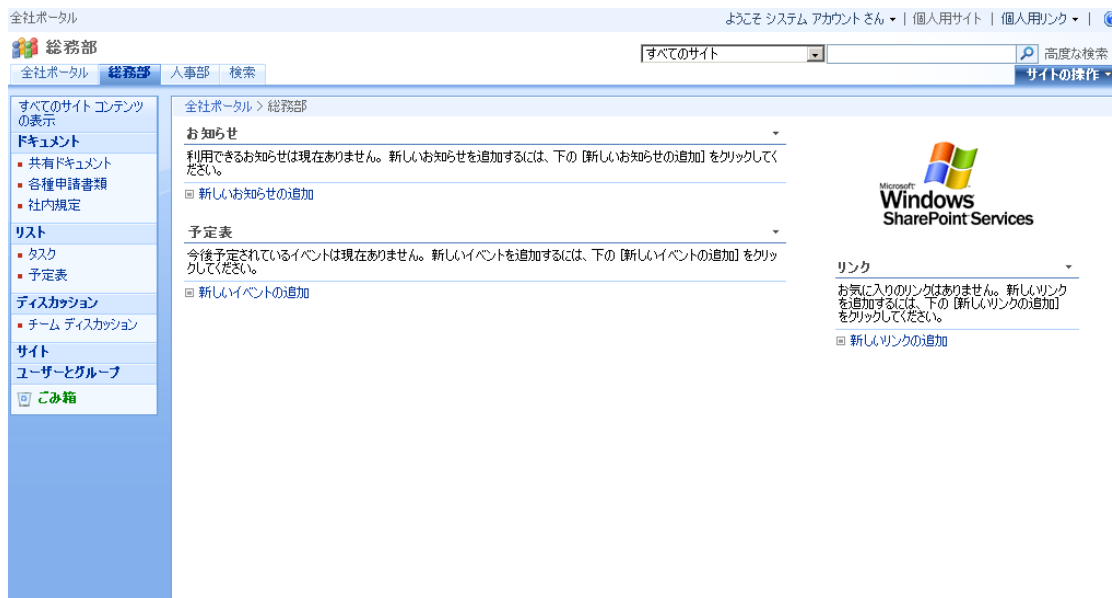 全社ポータル
ようこそ システム アカウント さん ▾ | 個人用サイト | 個人用リンク ▾ |
総務部
すべてのサイト
高度な検索
全社ポータル 総務部 人事部 検索
サイトの操作 ▾
すべてのサイト コンテンツ
の表示
ドキュメント
共有ドキュメント
各種申請書類
社内規定
リスト
タスク
予定表
ディスカッション
チーム ディスカッション
サイト
ユーザーとグループ
ごみ箱
全社ポータル > 総務部
お知らせ
利用できるお知らせは現在ありません。新しいお知らせを追加するには、下の [新しいお知らせの追加] をクリックしてく
ださい。
新しいお知らせの追加
予定表
今後予定されているイベントは現在ありません。新しいイベントを追加するには、下の [新しいイベントの追加] をクリッ
クしてください。
新しいイベントの追加
Microsoft
Windows
SharePoint Services
リンク
お気に入りのリンクはありません。新しいリンク
を追加するには、下の [新しいリンクの追加]
をクリックしてください。
新しいリンクの追加